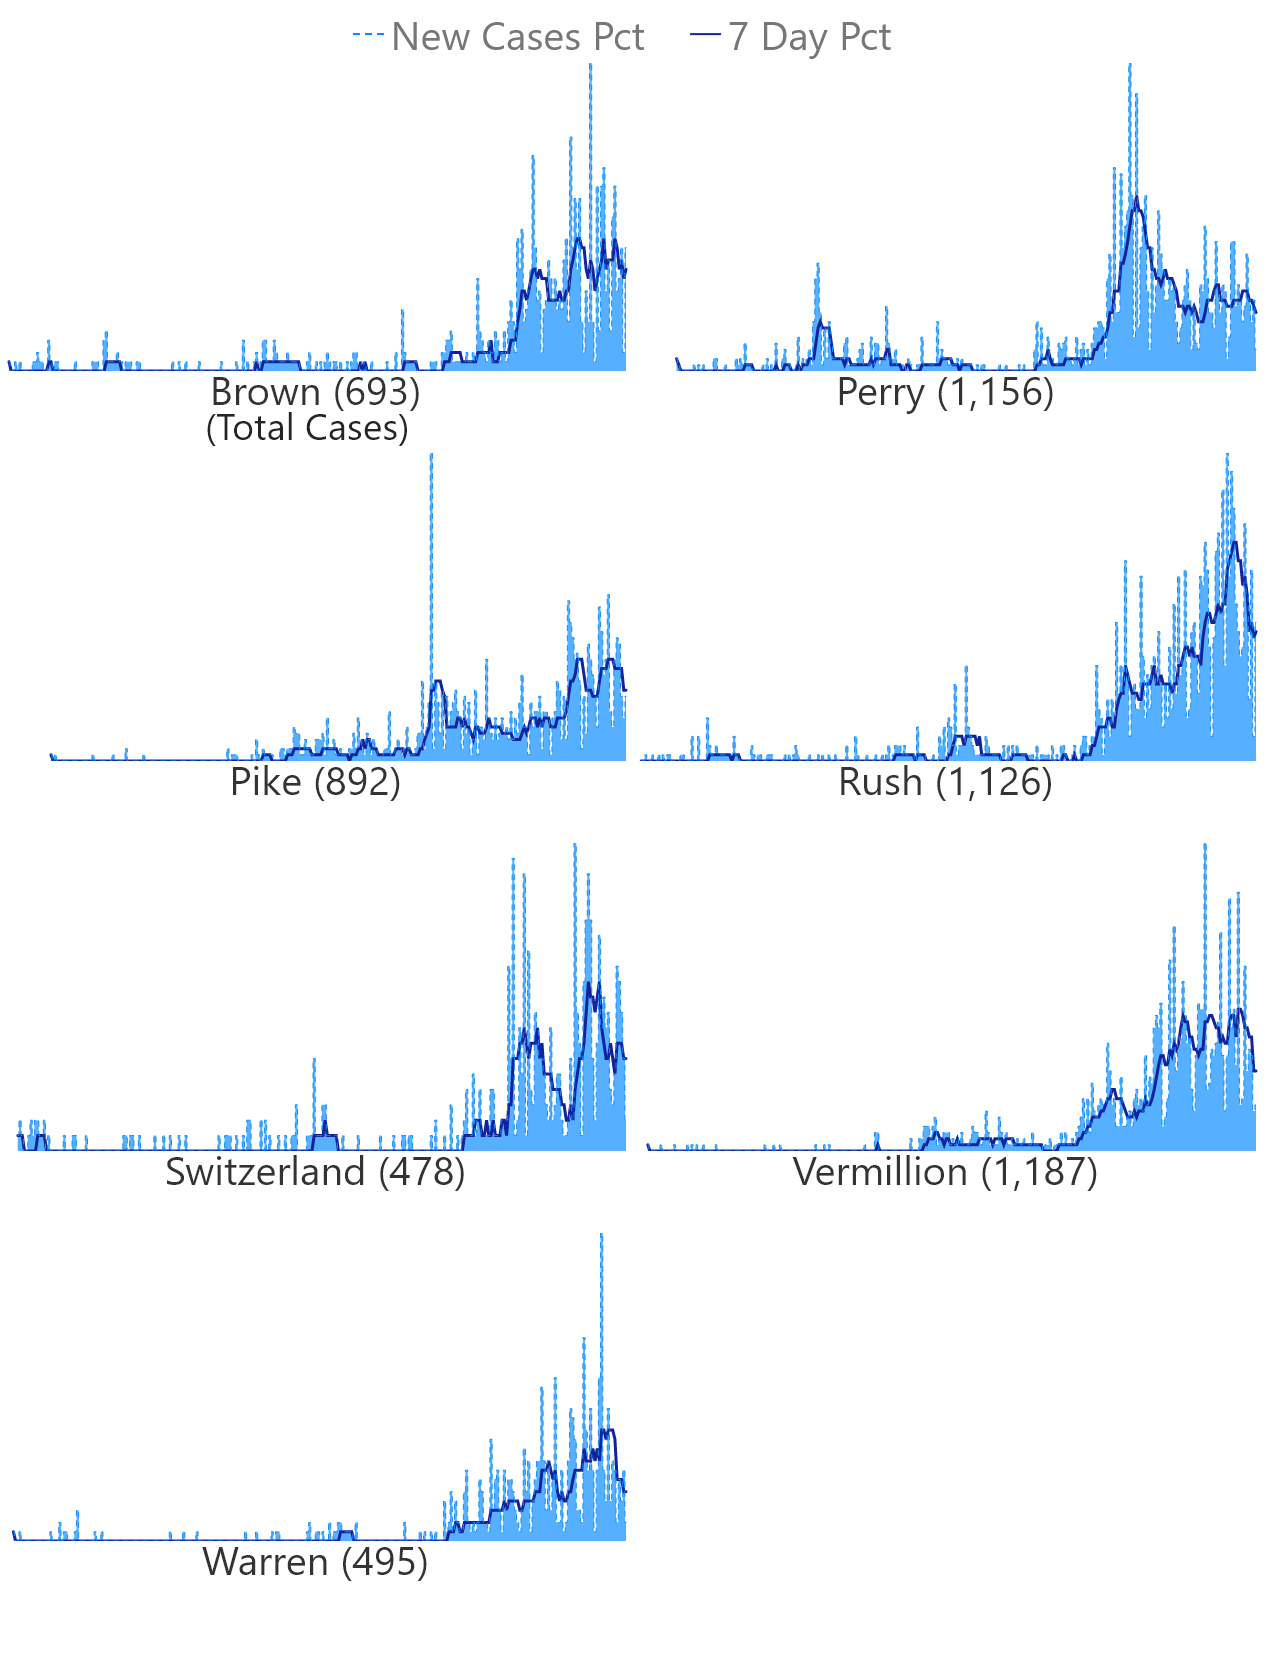 New Cases Pct 7 Day Pct
Brown (693) Perry (1,156)
(Total Cases)
Pike (892) Rush (1,126)
Switzerland (478) Vermillion (1,187)
Warren (495)